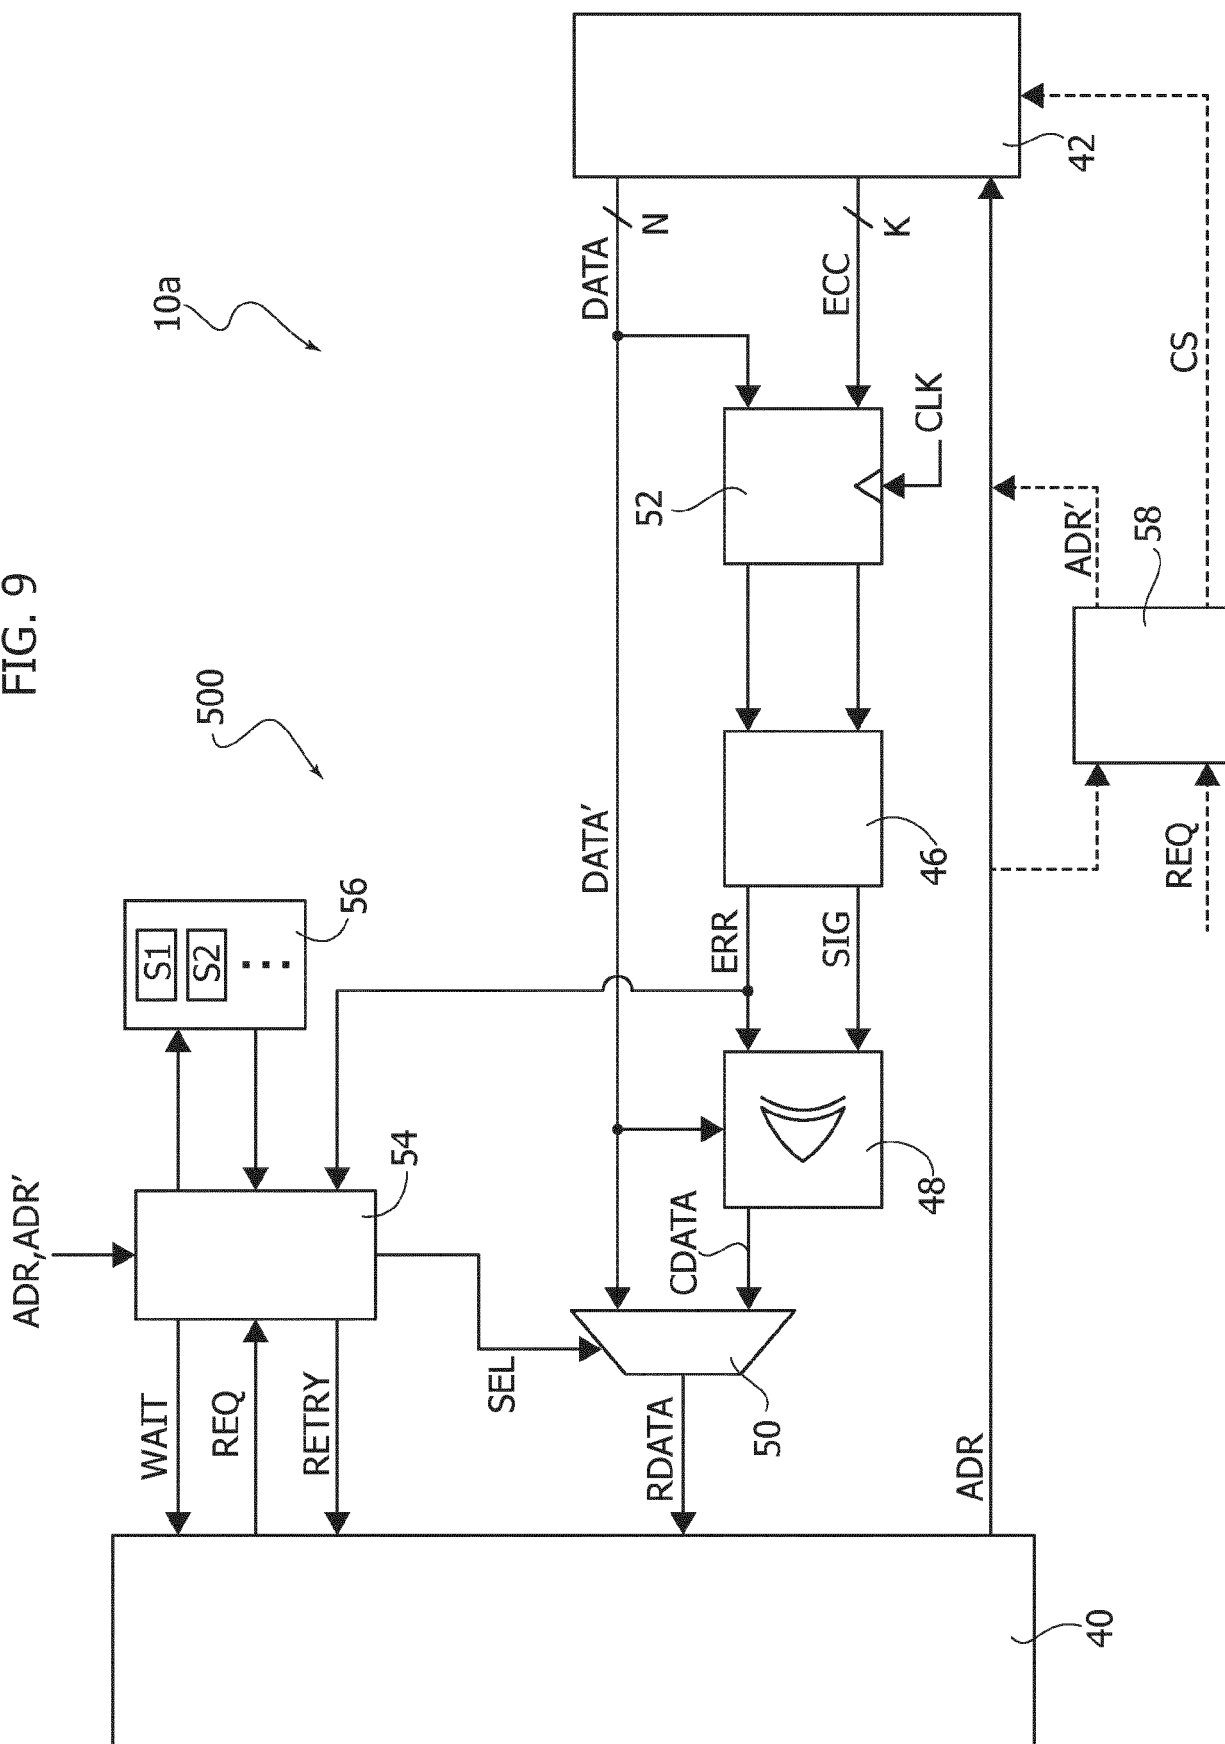 FIG. 9
500
10a
ADR,ADR'
WAIT
REQ
RETRY
54
S1
S2
56
SEL
DATA'
DATA
N
RDATA
50
CDATA
48
ERR
SIG
46
52
CLK
ECC
K
42
ADR
40
ADR'
58
REQ
CS